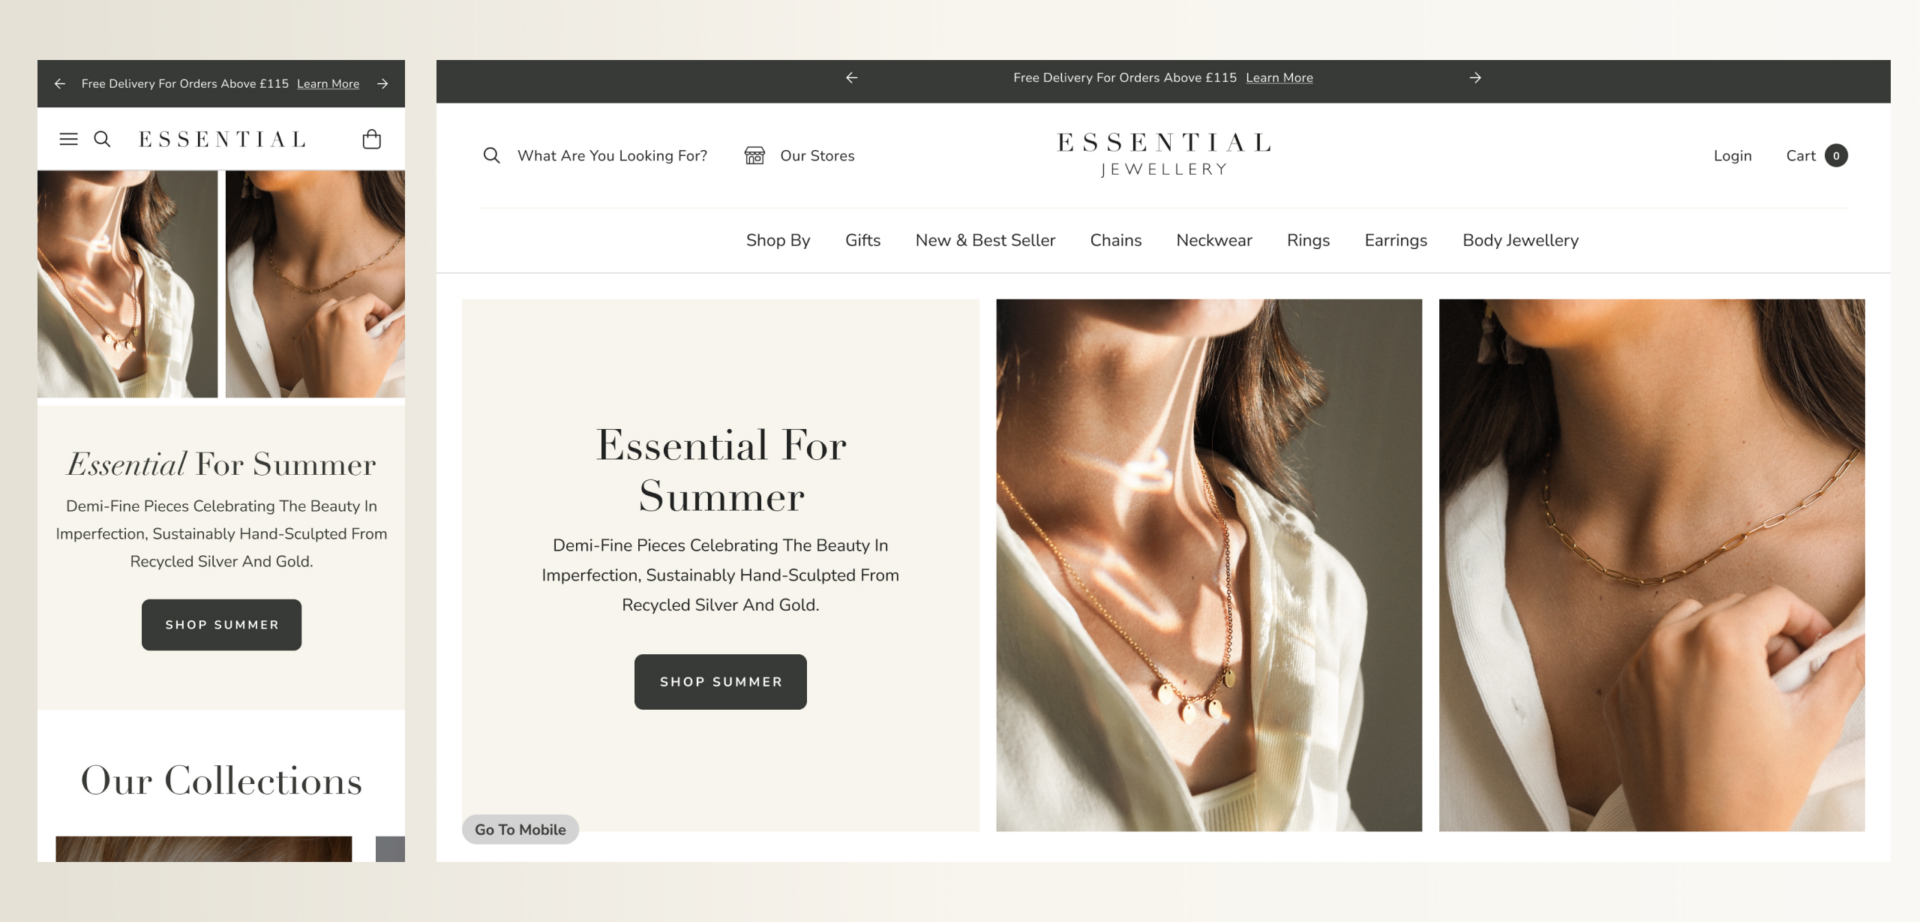 Free Delivery For Orders Above £115 Learn More
ESSENTIAL
Essential For Summer
Demi-Fine Pieces Celebrating The Beauty In
Imperfection, Sustainably Hand-Sculpted From
Recycled Silver And Gold.
SHOP SUMMER
Our Collections
Free Delivery For Orders Above £115 Learn More
What Are You Looking For?
Our Stores
ESSENTIAL
JEWELLERY
Login
Cart 0
Shop By Gifts New & Best Seller Chains Neckwear Rings Earrings Body Jewellery
Essential For
Summer
Demi-Fine Pieces Celebrating The Beauty In
Imperfection, Sustainably Hand-Sculpted From
Recycled Silver And Gold.
SHOP SUMMER
Go To Mobile